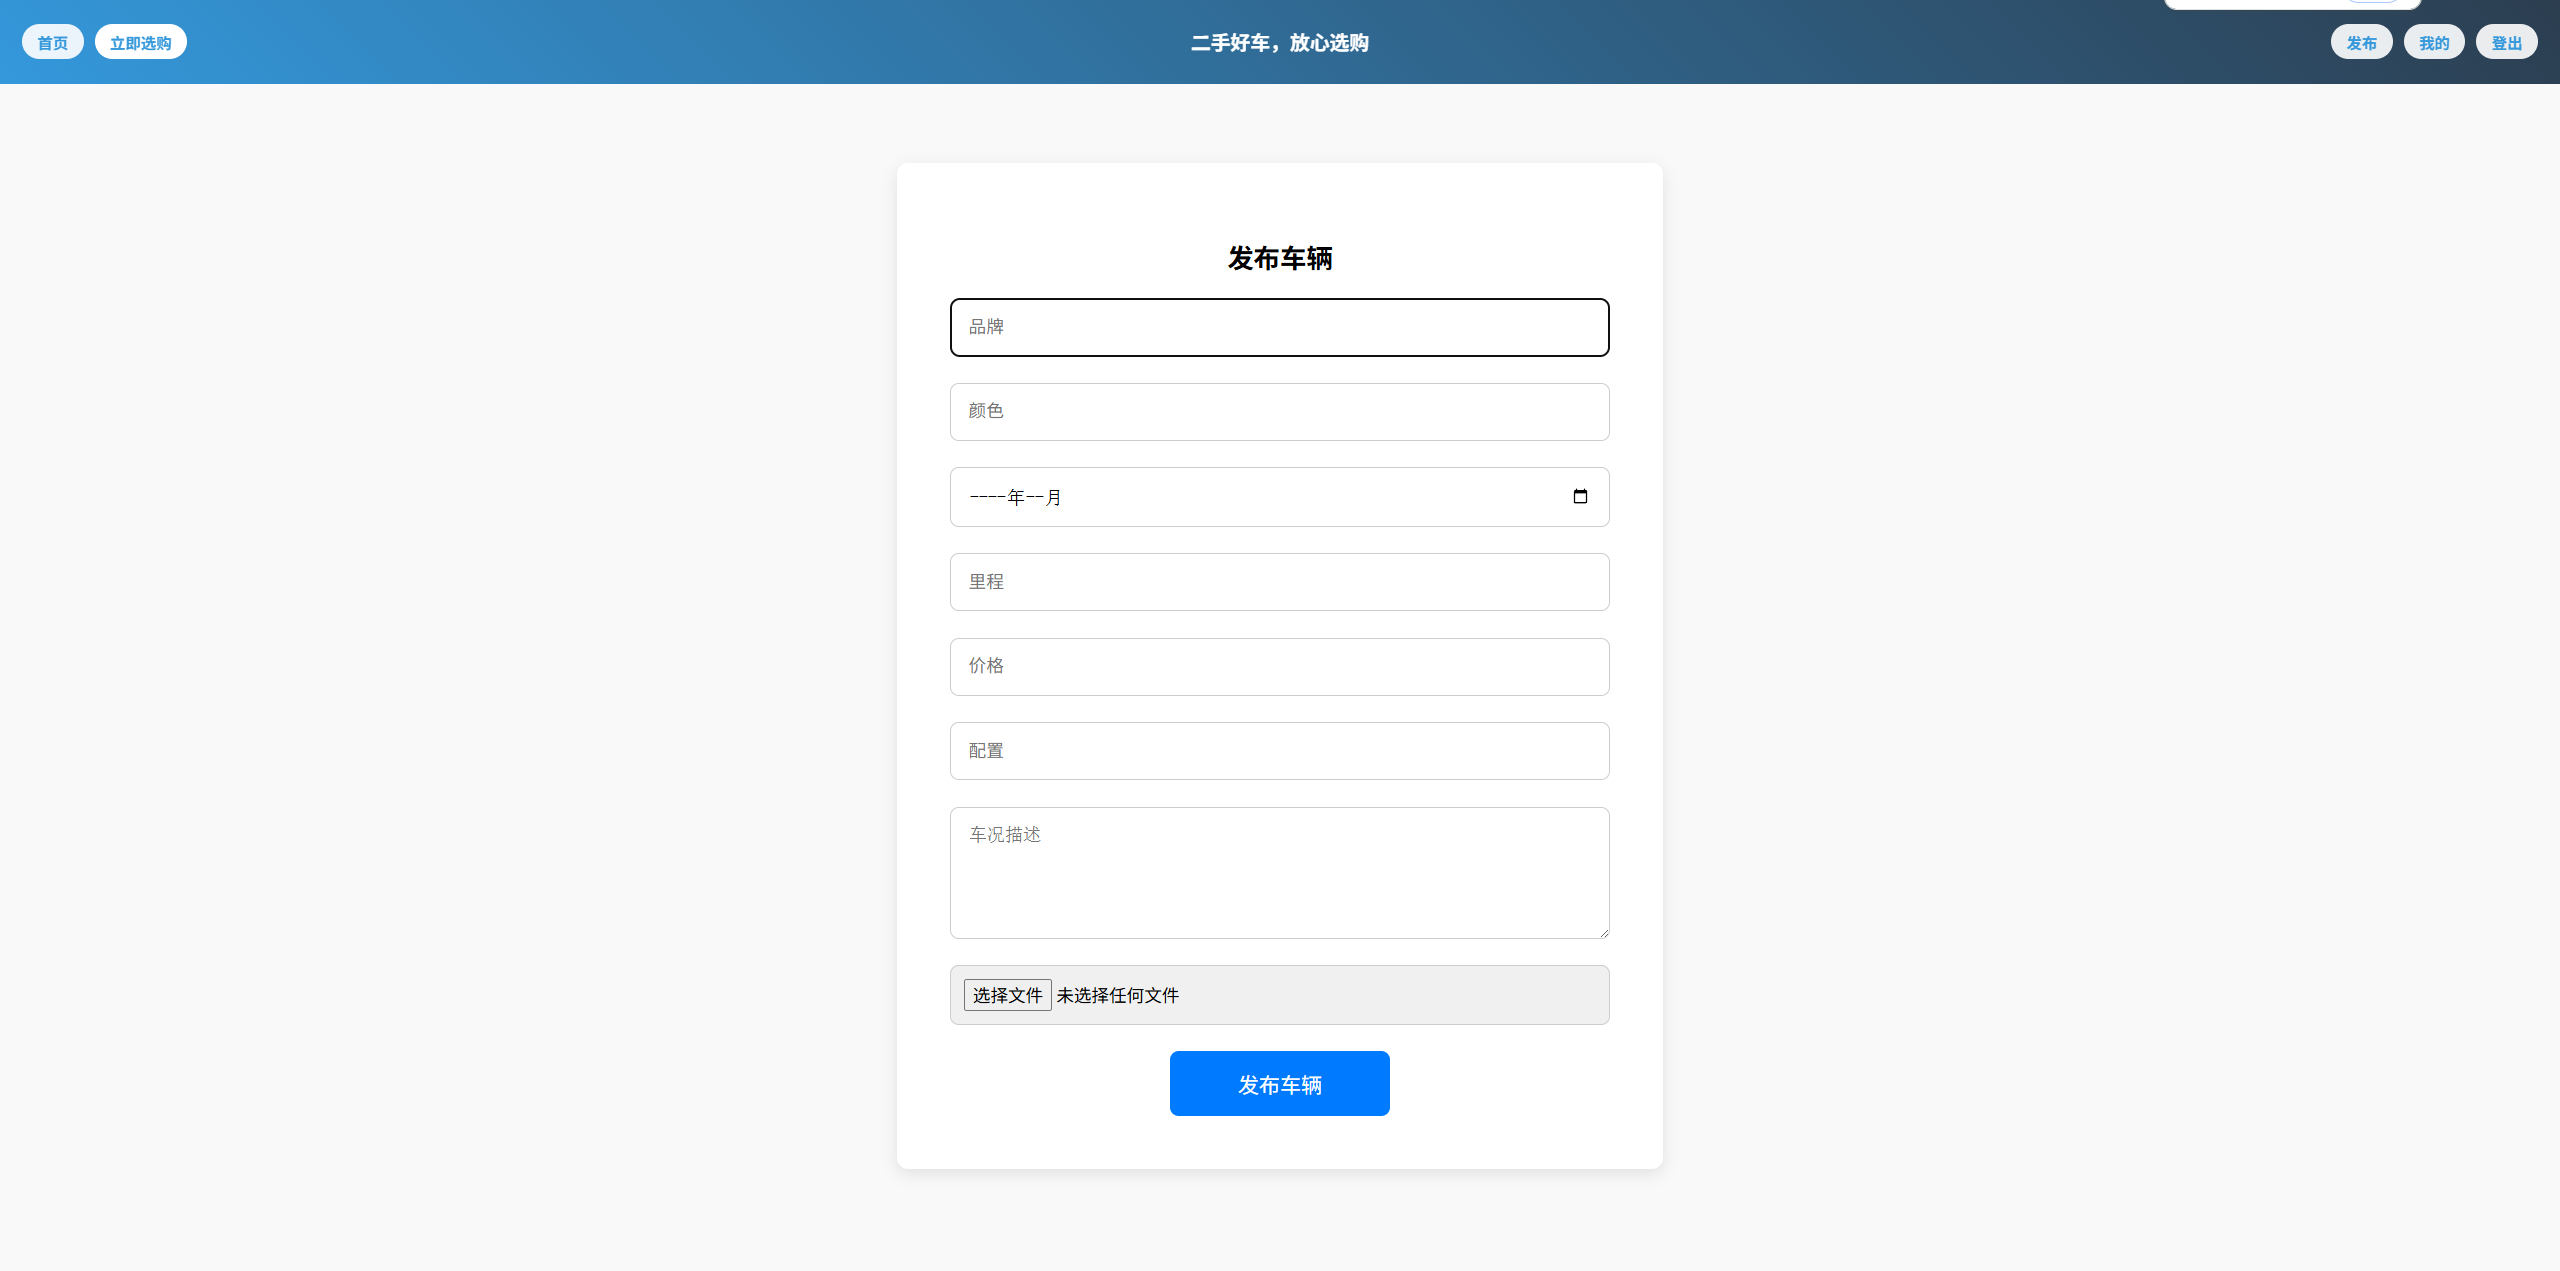 首页 立即选购 二手好车，放心选购 发布 我的 登出
发布车辆
品牌
颜色
----年--月
里程
价格
配置
车况描述
选择文件 未选择任何文件
发布车辆